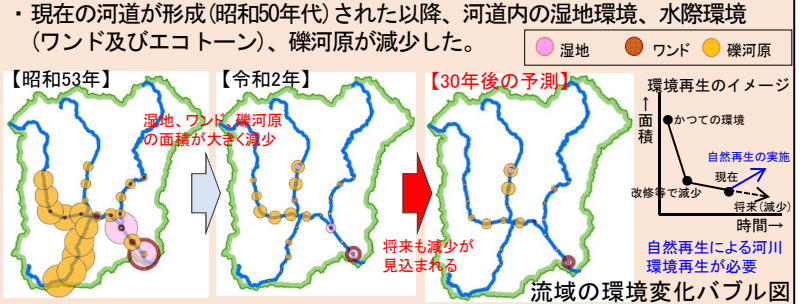 ・現在の河道が形成(昭和50年代)された以降、河道内の湿地環境、水際環境
(ワンド及びエコトーン)、礫河原が減少した。
湿地 ワンド 礫河原
【昭和53年】
【令和2年】
【30年後の予測】
湿地、ワンド、礫河原
の面積が大きく減少
将来も減少が
見込まれる
環境再生のイメージ
↑面積
かつての環境
自然再生の実施
現在
改修等で減少
将来(減少)
時間→
自然再生による河川
環境再生が必要
流域の環境変化バブル図